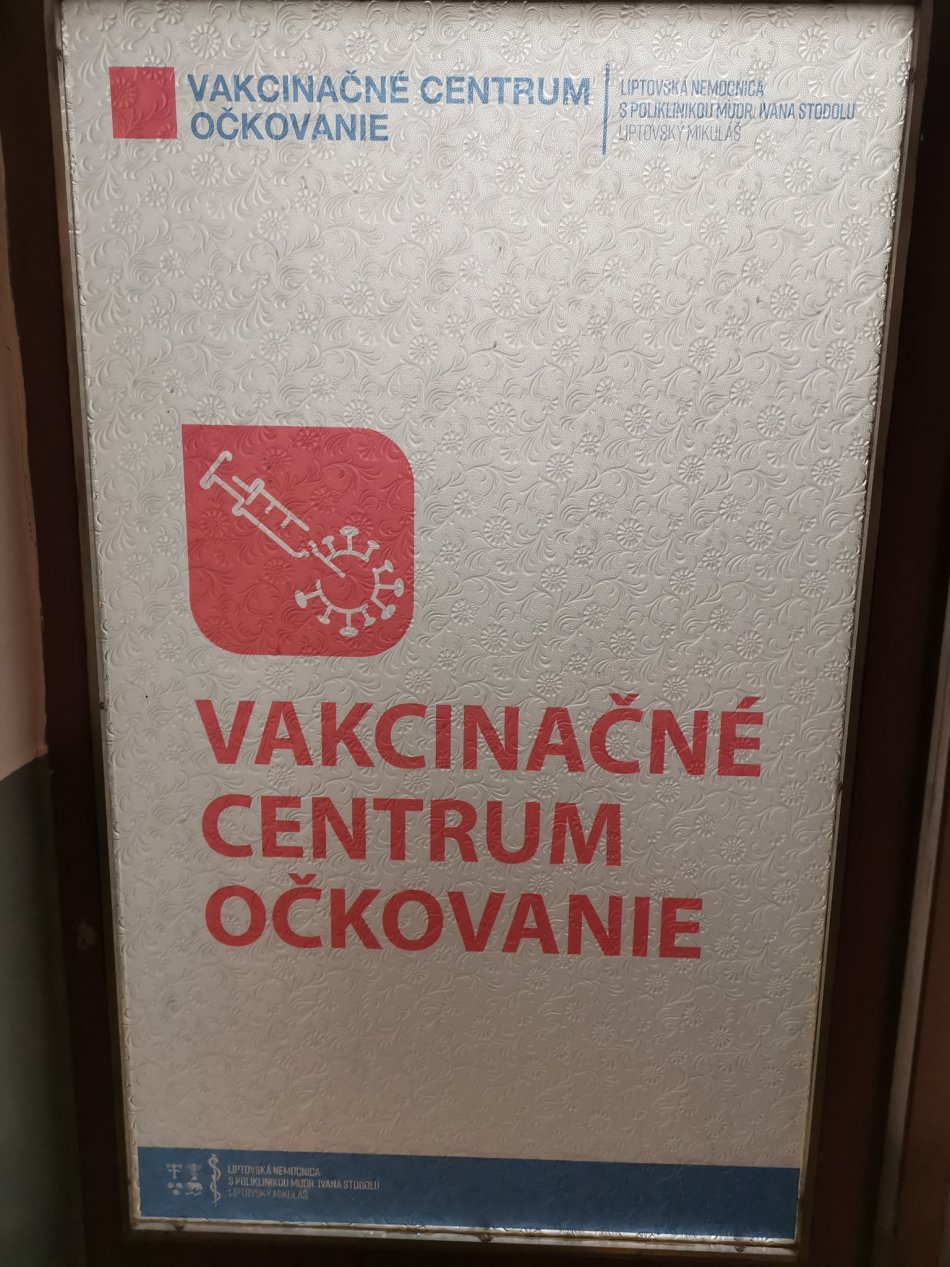 VAKCINAČNÉ CENTRUM
OČKOVANIE
LIPTOVSKÁ NEMOCNICA
S POLIKLINIKOU MUDR. IVANA STODOLU
LIPTOVSKÝ MIKULÁŠ
VAKCINAČNÉ
CENTRUM
OČKOVANIE
LIPTOVSKÁ NEMOCNICA
S POLIKLINIKOU MUDR. IVANA STODOLU
LIPTOVSKÝ MIKULÁŠ